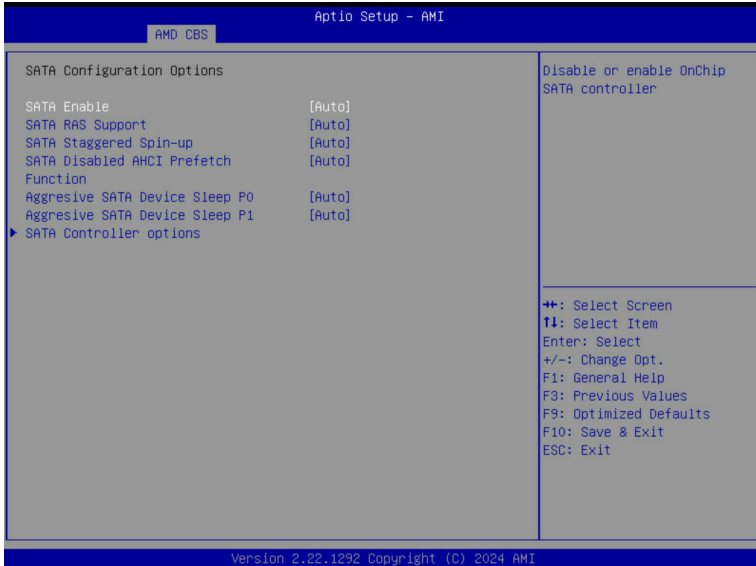 Aptio Setup - AMI
AMD CBS
SATA Configuration Options
SATA Enable [Auto]
SATA RAS Support [Auto]
SATA Staggered Spin-up [Auto]
SATA Disabled AHCI Prefetch [Auto]
Function
Aggresive SATA Device Sleep P0 [Auto]
Aggresive SATA Device Sleep P1 [Auto]
SATA Controller options
Disable or enable OnChip
SATA controller
→←: Select Screen
↑↓: Select Item
Enter: Select
+/-: Change Opt.
F1: General Help
F3: Previous Values
F9: Optimized Defaults
F10: Save & Exit
ESC: Exit
Version 2.22.1292 Copyright (C) 2024 AMI